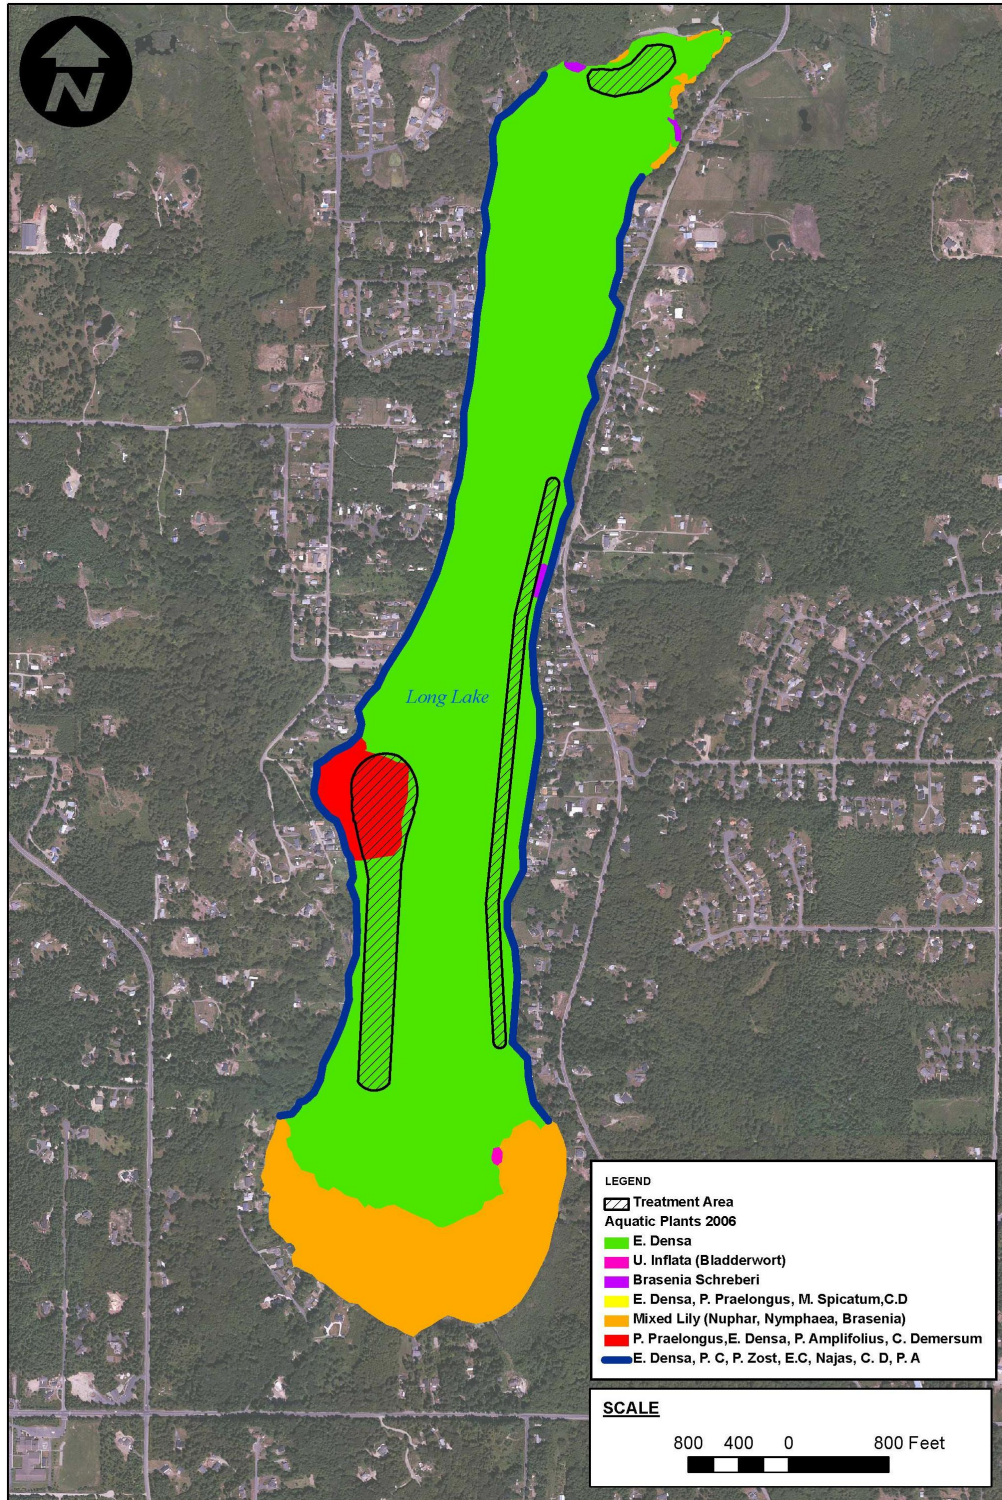 N
Long Lake
LEGEND
Treatment Area
Aquatic Plants 2006
E. Densa
U. Inflata (Bladderwort)
Brasenia Schreberi
E. Densa, P. Praelongus, M. Spicatum,C.D
Mixed Lily (Nuphar, Nymphaea, Brasenia)
P. Praelongus,E. Densa, P. Amplifolius, C. Demersum
E. Densa, P. C, P. Zost, E.C, Najas, C. D, P. A
SCALE
800 400 0 800 Feet